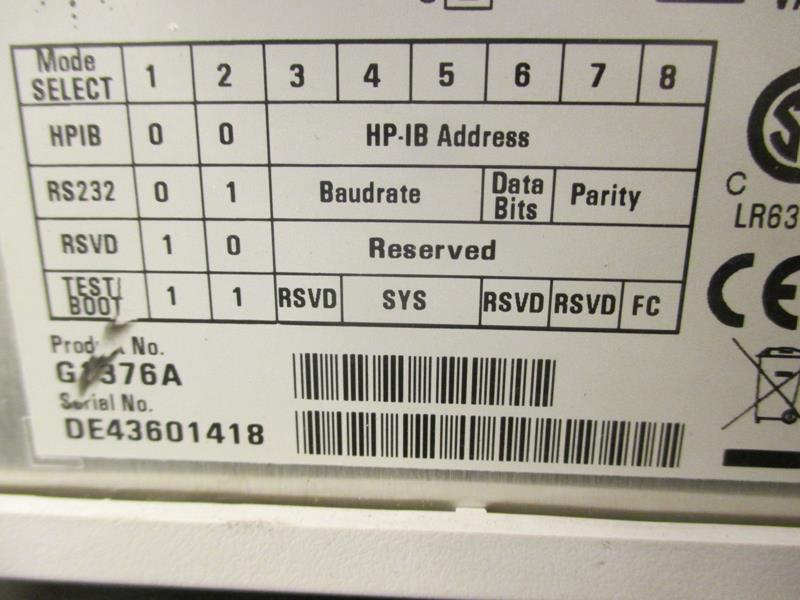 Mode SELECT 1 2 3 4 5 6 7 8
HPIB 0 0 HP-IB Address
RS232 0 1 Baudrate Data Bits Parity
RSVD 1 0 Reserved
TEST/ BOOT 1 1 RSVD SYS RSVD RSVD FC
No.
C
LR63
CE
Serial No.
DE43601418